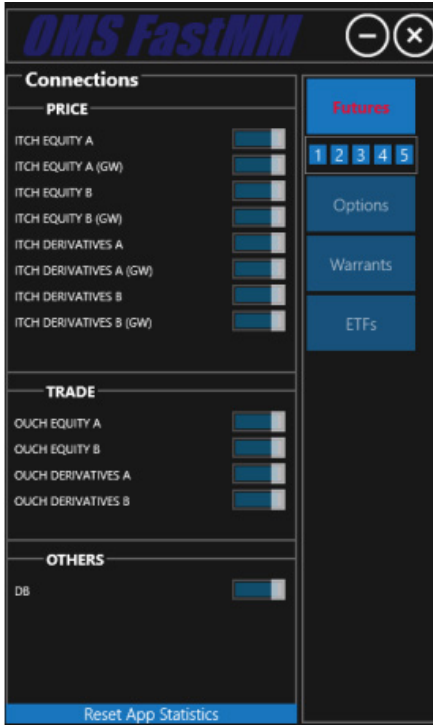 OMS FastMM
Connections
PRICE
ITCH EQUITY A
ITCH EQUITY A (GW)
ITCH EQUITY B
ITCH EQUITY B (GW)
ITCH DERIVATIVES A
ITCH DERIVATIVES A (GW)
ITCH DERIVATIVES B
ITCH DERIVATIVES B (GW)
TRADE
OUCH EQUITY A
OUCH EQUITY B
OUCH DERIVATIVES A
OUCH DERIVATIVES B
OTHERS
DB
Reset App Statistics
Futures
1 2 3 4 5
Options
Warrants
ETFs